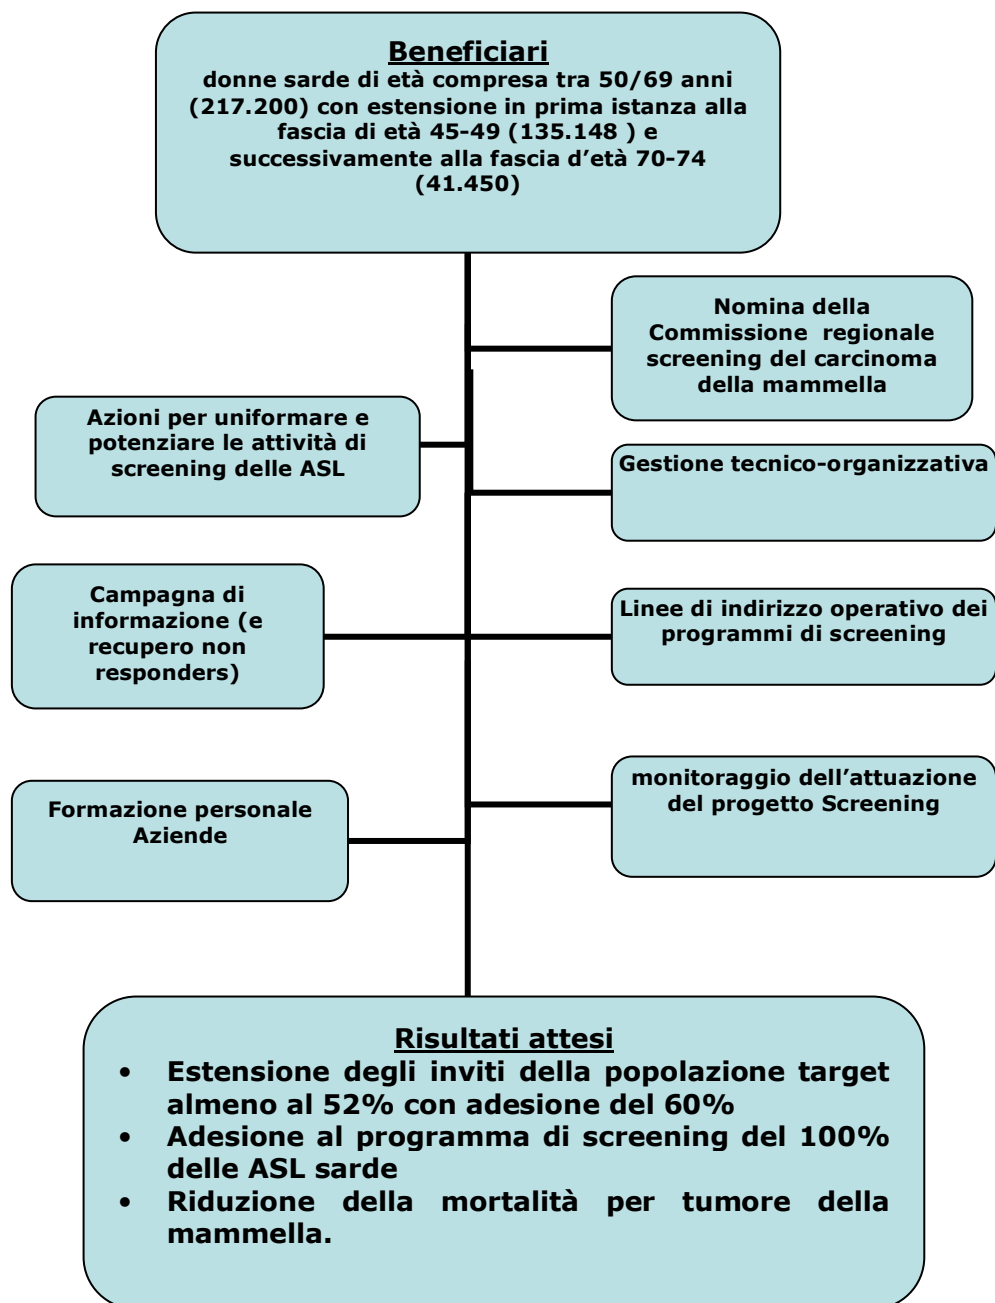 Beneficiari
donne sarde di età compresa tra 50/69 anni
(217.200) con estensione in prima istanza alla
fascia di età 45-49 (135.148 ) e
successivamente alla fascia d’età 70-74
(41.450)
Nomina della
Commissione regionale
screening del carcinoma
della mammella
Azioni per uniformare e
potenziare le attività di
screening delle ASL
Gestione tecnico-organizzativa
Campagna di
informazione (e
recupero non
responders)
Linee di indirizzo operativo dei
programmi di screening
Formazione personale
Aziende
monitoraggio dell’attuazione
del progetto Screening
Risultati attesi
• Estensione degli inviti della popolazione target
almeno al 52% con adesione del 60%
• Adesione al programma di screening del 100%
delle ASL sarde
• Riduzione della mortalità per tumore della
mammella.